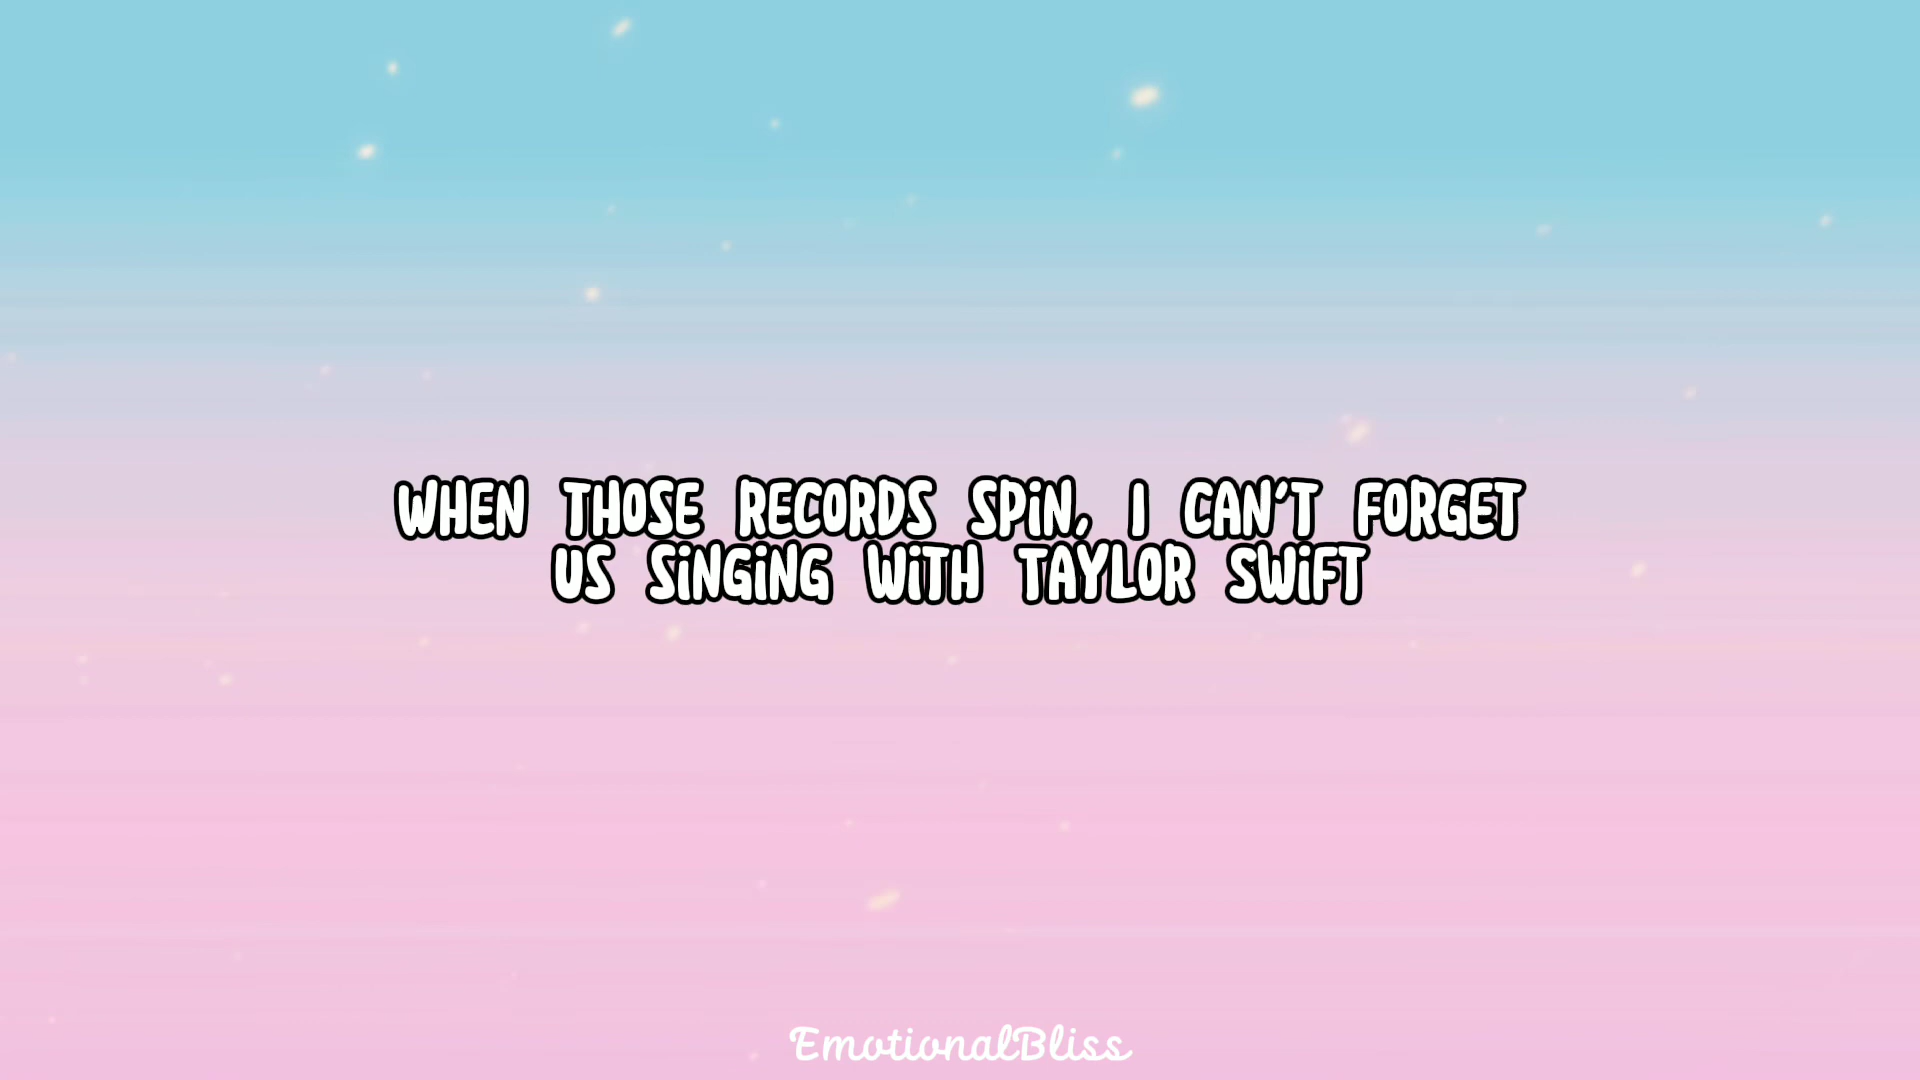 WHEN THOSE RECORDS SPiN, I CAN'T FORGET
US SiNGiNG WiTH TAYLOR SWiFT
EmotionalBliss